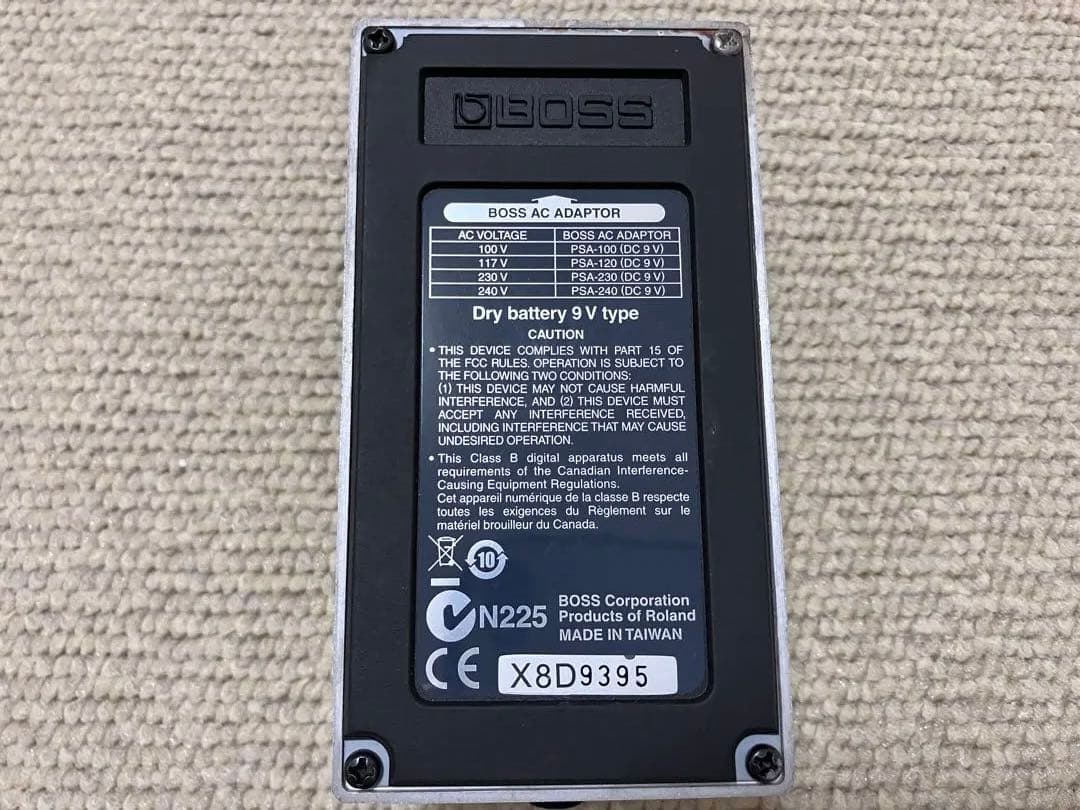 BOSS
BOSS AC ADAPTOR
AC VOLTAGE BOSS AC ADAPTOR
100 V PSA-100 (DC 9 V)
117 V PSA-120 (DC 9 V)
230 V PSA-230 (DC 9 V)
240 V PSA-240 (DC 9 V)
Dry battery 9 V type
CAUTION
• THIS DEVICE COMPLIES WITH PART 15 OF
THE FCC RULES. OPERATION IS SUBJECT TO
THE FOLLOWING TWO CONDITIONS:
(1) THIS DEVICE MAY NOT CAUSE HARMFUL
INTERFERENCE, AND (2) THIS DEVICE MUST
ACCEPT ANY INTERFERENCE RECEIVED,
INCLUDING INTERFERENCE THAT MAY CAUSE
UNDESIRED OPERATION.
• This Class B digital apparatus meets all
requirements of the Canadian Interference-
Causing Equipment Regulations.
Cet appareil numérique de la classe B respecte
toutes les exigences du Règlement sur le
matériel brouilleur du Canada.
10
N225
BOSS Corporation
Products of Roland
MADE IN TAIWAN
CE
X8D9395